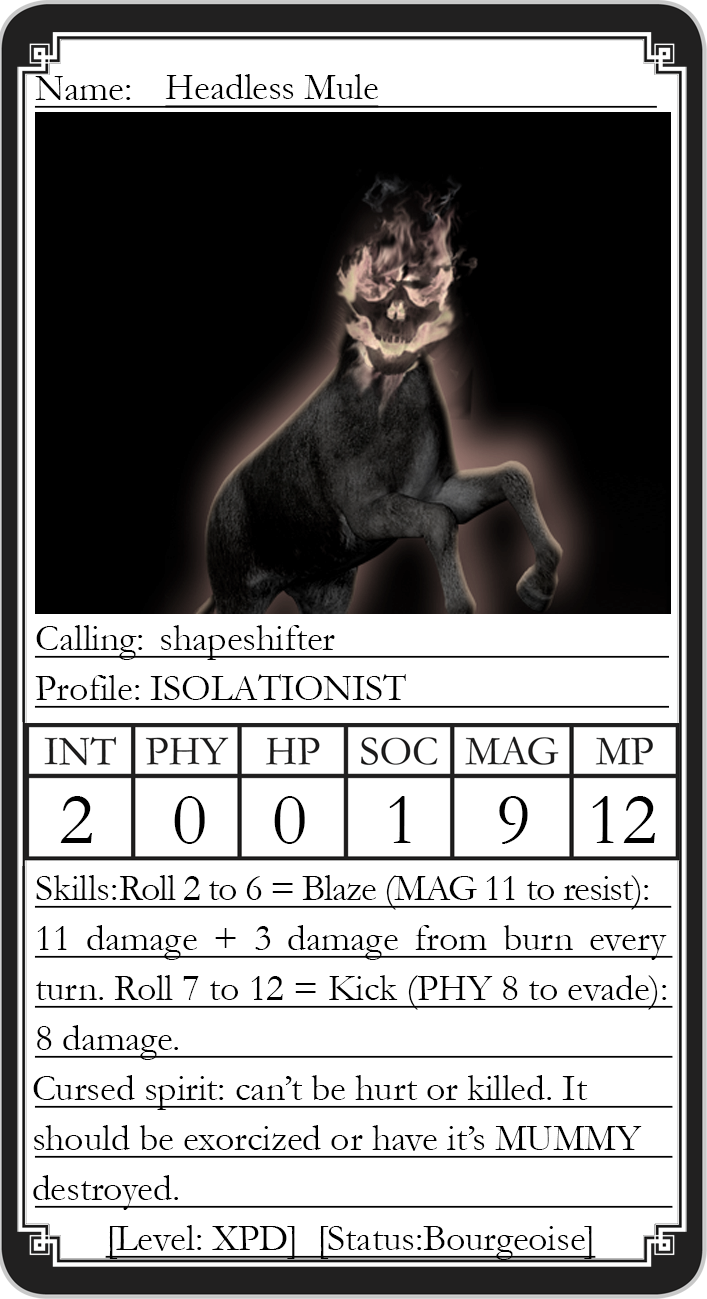 Name: Headless Mule
Calling: shapeshifter
Profile: ISOLATIONIST
INT PHY HP SOC MAG MP
2 0 0 1 9 12
Skills:Roll 2 to 6 = Blaze (MAG 11 to resist):
11 damage + 3 damage from burn every
turn. Roll 7 to 12 = Kick (PHY 8 to evade):
8 damage.
Cursed spirit: can’t be hurt or killed. It
should be exorcized or have it’s MUMMY
destroyed.
[Level: XPD] [Status:Bourgeoise]